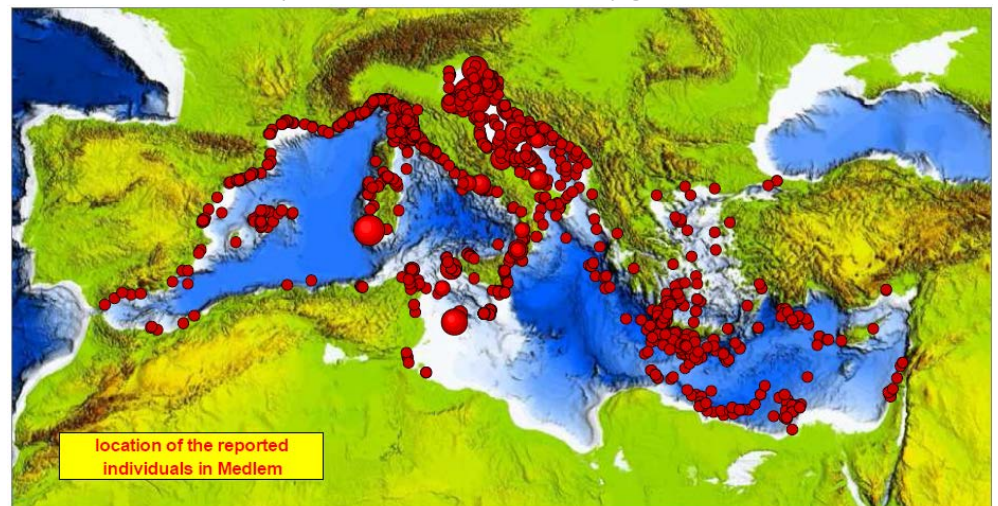 location of the reported
individuals in Medlem